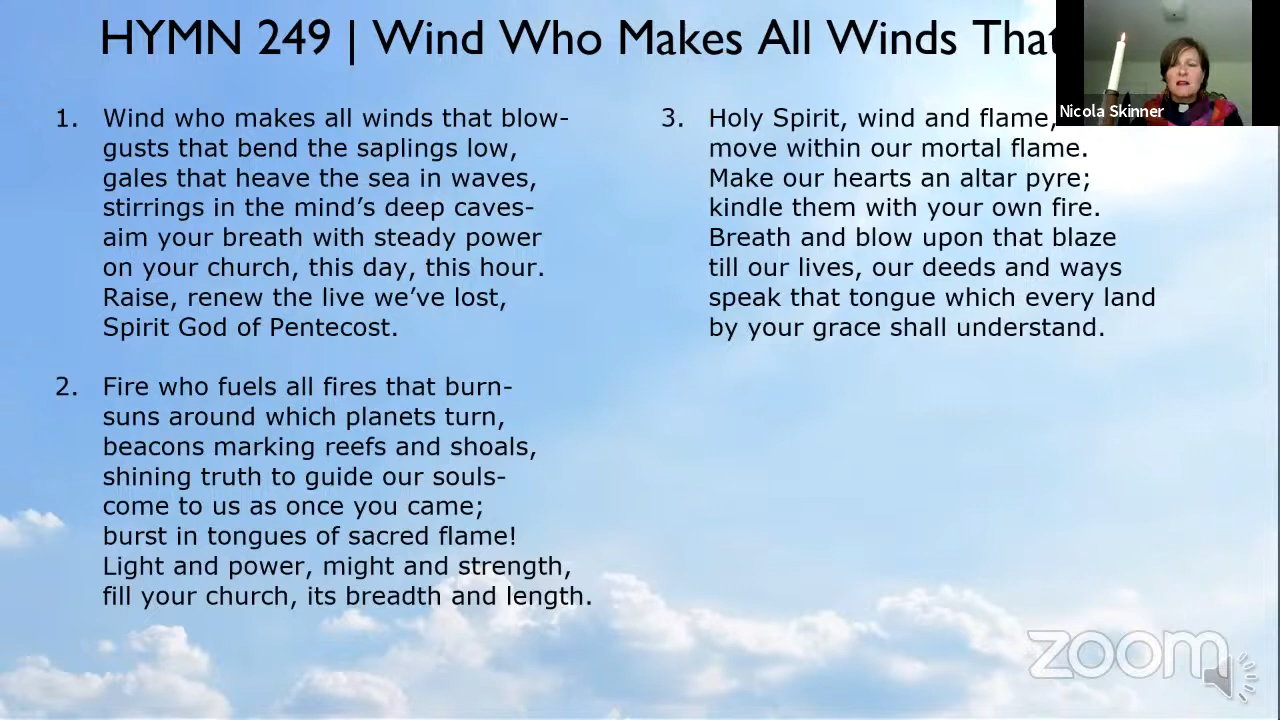 HYMN 249 | Wind Who Makes All Winds That
Nicola Skinner
1. Wind who makes all winds that blow-
gusts that bend the saplings low,
gales that heave the sea in waves,
stirrings in the mind’s deep caves-
aim your breath with steady power
on your church, this day, this hour.
Raise, renew the live we’ve lost,
Spirit God of Pentecost.
2. Fire who fuels all fires that burn-
suns around which planets turn,
beacons marking reefs and shoals,
shining truth to guide our souls-
come to us as once you came;
burst in tongues of sacred flame!
Light and power, might and strength,
fill your church, its breadth and length.
3. Holy Spirit, wind and flame,
move within our mortal flame.
Make our hearts an altar pyre;
kindle them with your own fire.
Breath and blow upon that blaze
till our lives, our deeds and ways
speak that tongue which every land
by your grace shall understand.
zoom